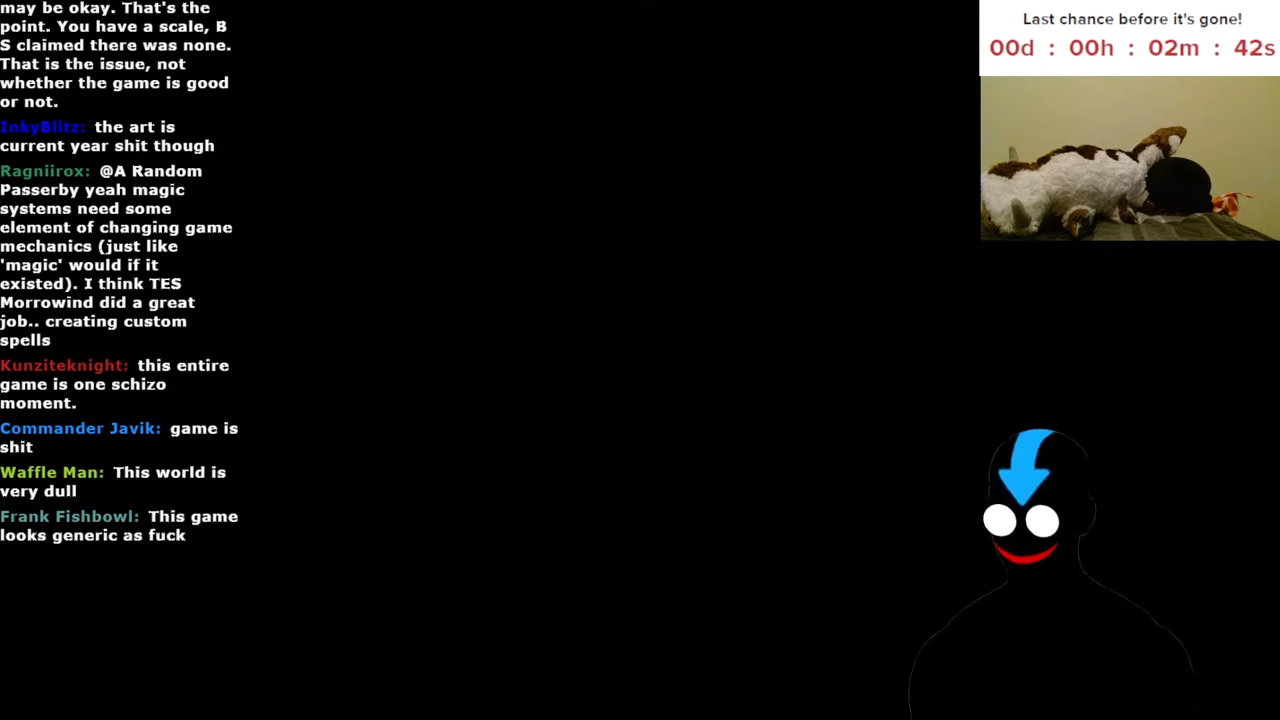 may be okay. That's the
point. You have a scale, B
S claimed there was none.
That is the issue, not
whether the game is good
or not.
InkyBlitz: the art is
current year shit though
Ragniirox: @A Random
Passerby yeah magic
systems need some
element of changing game
mechanics (just like
'magic' would if it
existed). I think TES
Morrowind did a great
job.. creating custom
spells
Kunziteknight: this entire
game is one schizo
moment.
Commander Javik: game is
shit
Waffle Man: This world is
very dull
Frank Fishbowl: This game
looks generic as fuck
Last chance before it's gone!
00d : 00h : 02m : 42s